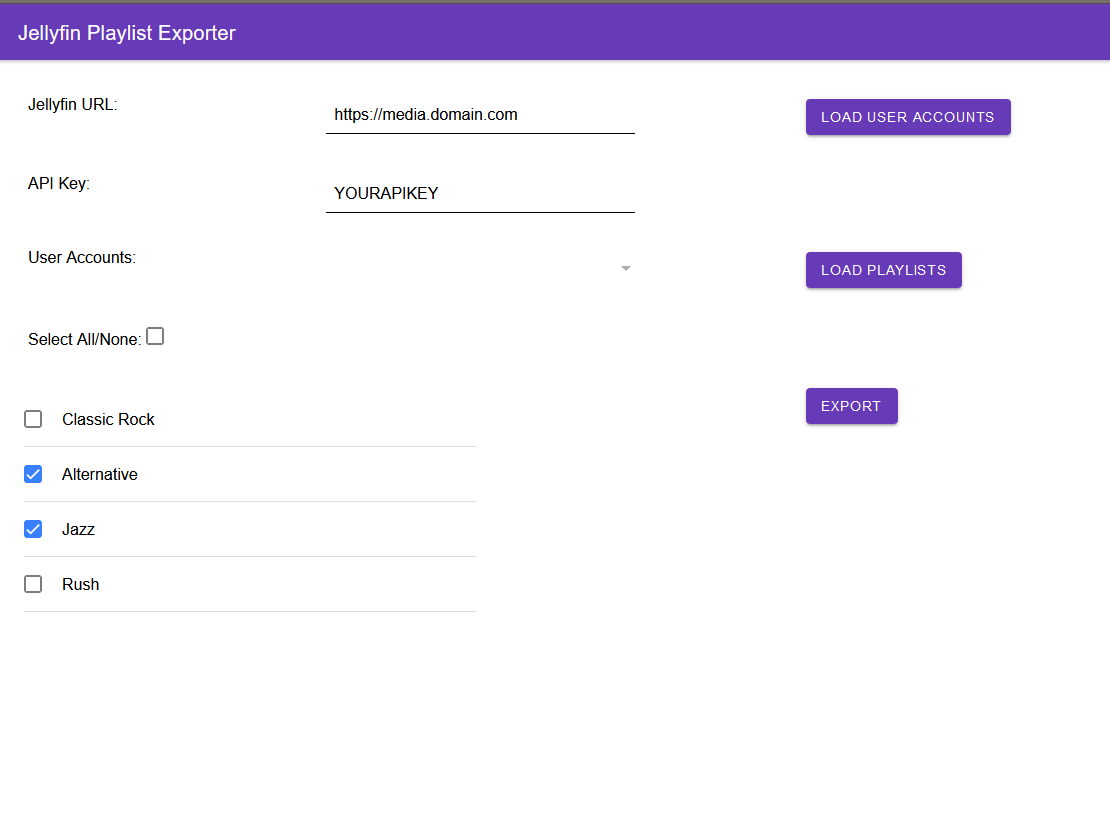 Jellyfin Playlist Exporter
Jellyfin URL:
https://media.domain.com
LOAD USER ACCOUNTS
API Key:
YOURAPIKEY
User Accounts:
LOAD PLAYLISTS
Select All/None:
EXPORT
Classic Rock
Alternative
Jazz
Rush